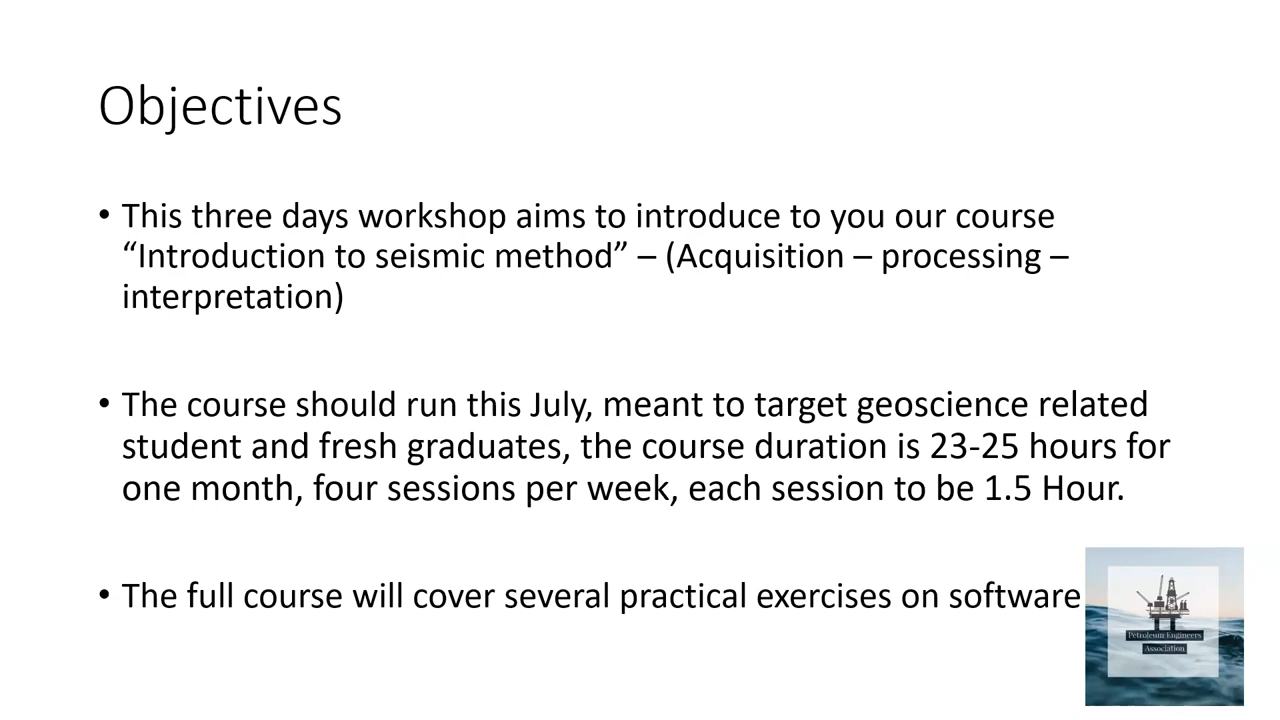 Objectives
• This three days workshop aims to introduce to you our course
“Introduction to seismic method” – (Acquisition – processing –
interpretation)
• The course should run this July, meant to target geoscience related
student and fresh graduates, the course duration is 23-25 hours for
one month, four sessions per week, each session to be 1.5 Hour.
• The full course will cover several practical exercises on software
Petroleum Engineers
Association